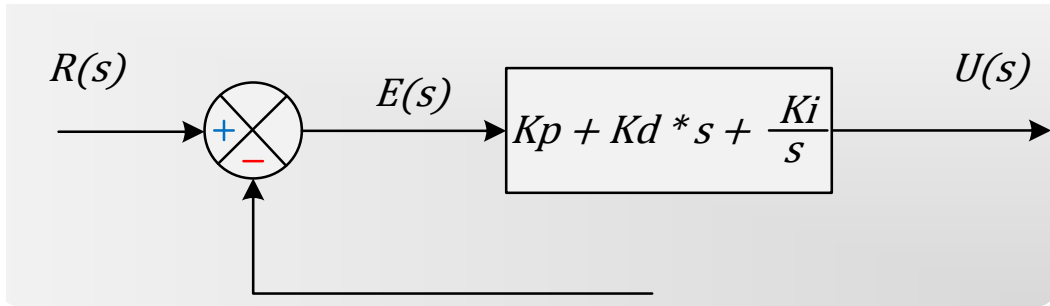 R(s)
+
−
E(s)
Kp + Kd * s + Ki/s
U(s)